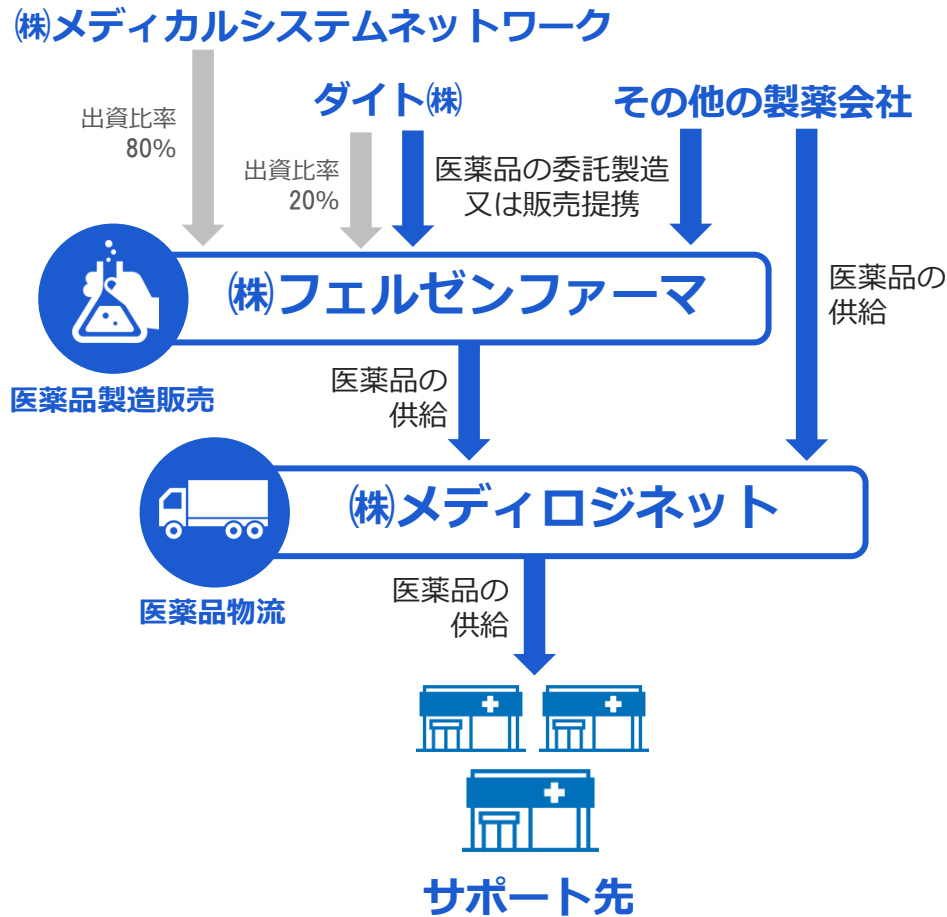 ㈱メディカルシステムネットワーク
出資比率
80%
ダイト㈱
その他の製薬会社
出資比率
20%
医薬品の委託製造
又は販売提携
㈱フェルゼンファーマ
医薬品製造販売
医薬品の
供給
医薬品の
供給
㈱メディロジネット
医薬品物流
医薬品の
供給
サポート先